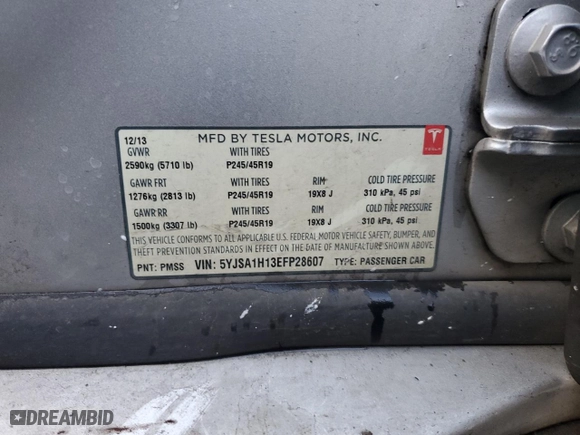 12/13 MFD BY TESLA MOTORS, INC.
GVWR WITH TIRES
2590kg (5710 lb) P245/45R19
TESLA
GAWR FRT WITH TIRES RIM COLD TIRE PRESSURE
1276kg (2813 lb) P245/45R19 19X8 J 310 kPa, 45 psi
GAWR RR WITH TIRES RIM COLD TIRE PRESSURE
1500kg (3307 lb) P245/45R19 19X8 J 310 kPa, 45 psi
THIS VEHICLE CONFORMS TO ALL APPLICABLE U.S. FEDERAL MOTOR VEHICLE SAFETY, BUMPER, AND
THEFT PREVENTION STANDARDS IN EFFECT ON THE DATE OF MANUFACTURE SHOWN ABOVE.
PNT: PMSS VIN: 5YJSA1H13EFP28607 TYPE: PASSENGER CAR
DREAMBID